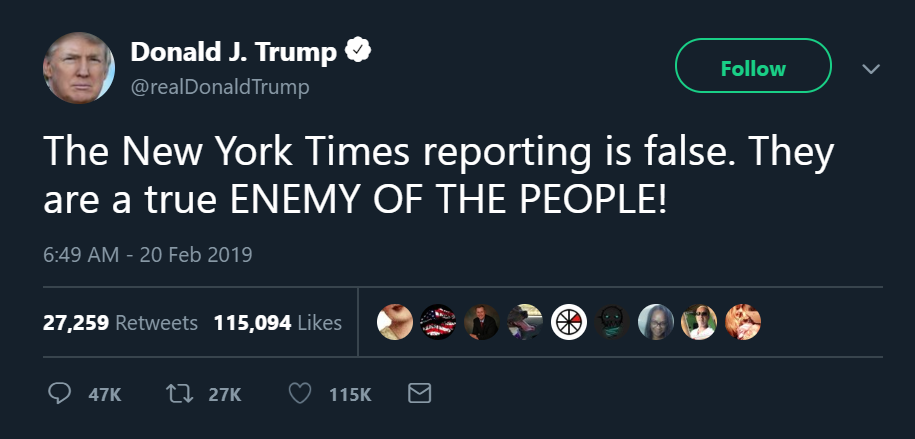 Donald J. Trump
@realDonaldTrump
Follow
The New York Times reporting is false. They
are a true ENEMY OF THE PEOPLE!
6:49 AM - 20 Feb 2019
27,259 Retweets 115,094 Likes
47K 27K 115K